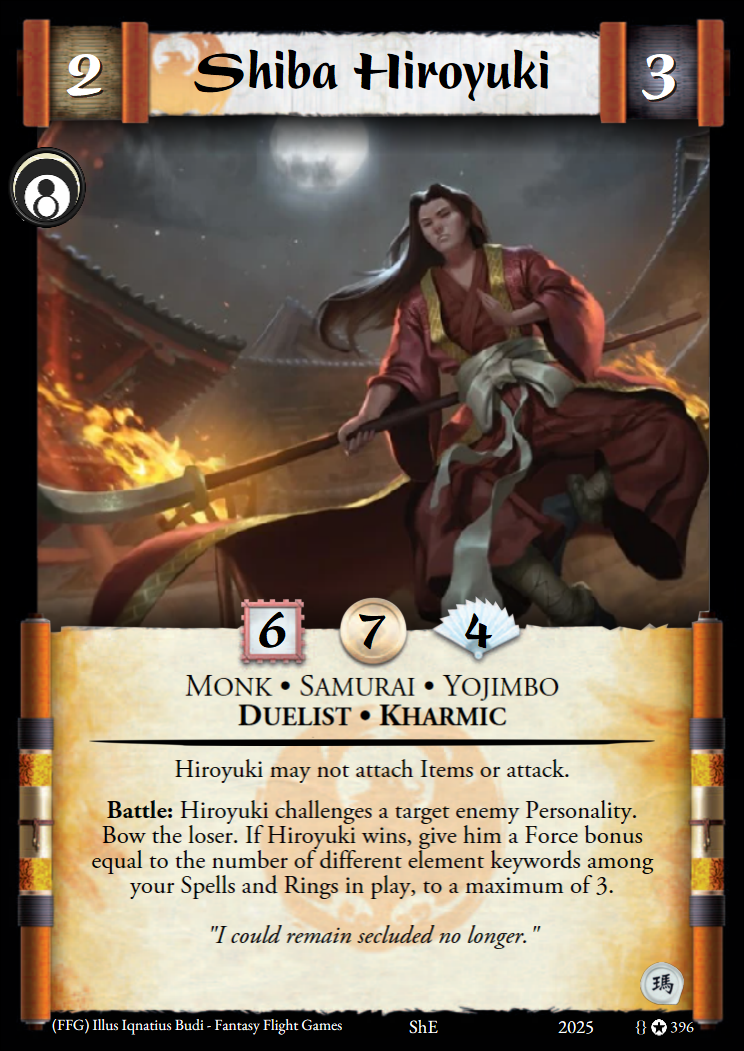 2 Shiba Hiroyuki 3
8
6 7 4
MONK • SAMURAI • YOJIMBO
DUELIST • KHARMIC
Hiroyuki may not attach Items or attack.
Battle: Hiroyuki challenges a target enemy Personality.
Bow the loser. If Hiroyuki wins, give him a Force bonus
equal to the number of different element keywords among
your Spells and Rings in play, to a maximum of 3.
"I could remain secluded no longer."
瑪
(FFG) Illus Iqnatius Budi - Fantasy Flight Games ShE 2025 {} 396